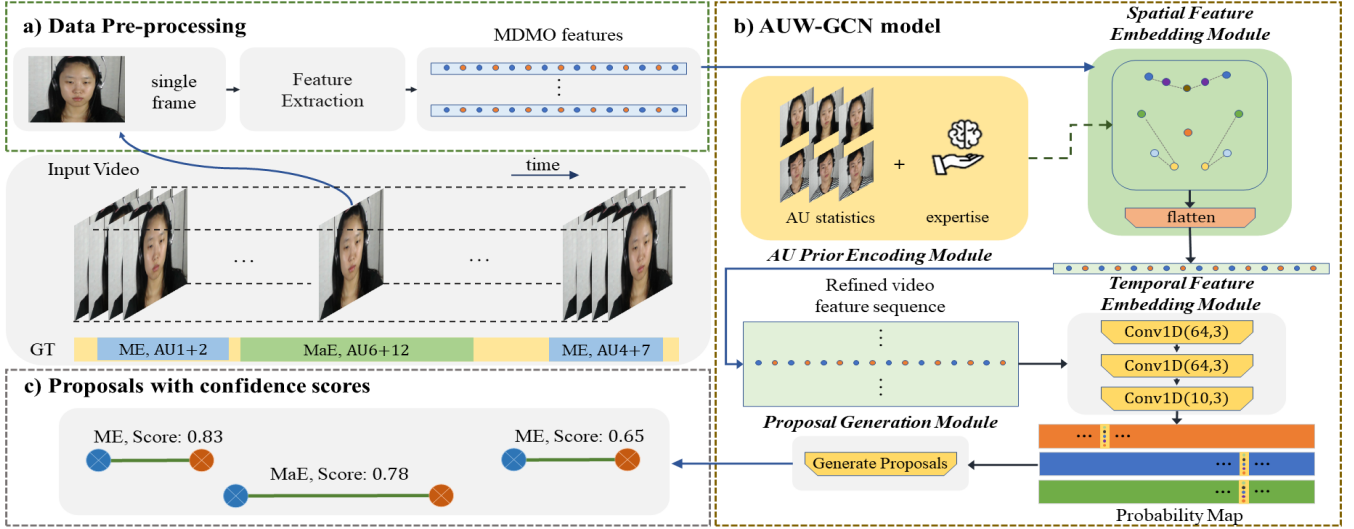 a) Data Pre-processing
MDMO features
single
frame
Feature
Extraction
⋮
Input Video
time
...
...
GT
ME, AU1+2
MaE, AU6+12
ME, AU4+7
c) Proposals with confidence scores
ME, Score: 0.83
ME, Score: 0.65
MaE, Score: 0.78
b) AUW-GCN model
Spatial Feature
Embedding Module
+
AU statistics
expertise
AU Prior Encoding Module
flatten
Refined video
feature sequence
⋮
⋮
Temporal Feature
Embedding Module
Conv1D(64,3)
Conv1D(64,3)
Conv1D(10,3)
Proposal Generation Module
Generate Proposals
... ...
... ...
... ...
Probability Map